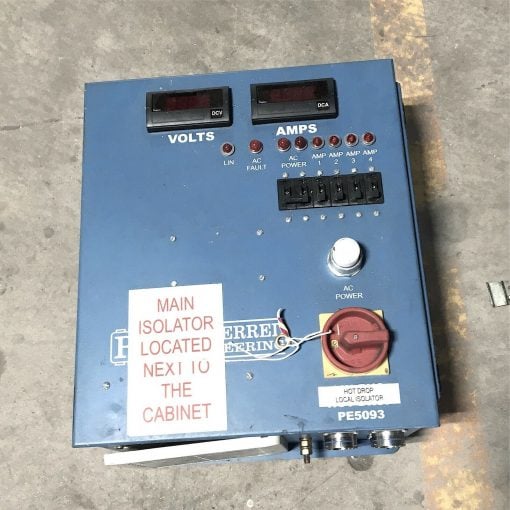 DCV
DCA
VOLTS
AMPS
LIN
AC FAULT
AC POWER
AMP 1
AMP 2
AMP 3
AMP 4
AC
POWER
MAIN
ISOLATOR
LOCATED
NEXT TO
THE
CABINET
HOT DROP
LOCAL ISOLATOR
PE5093